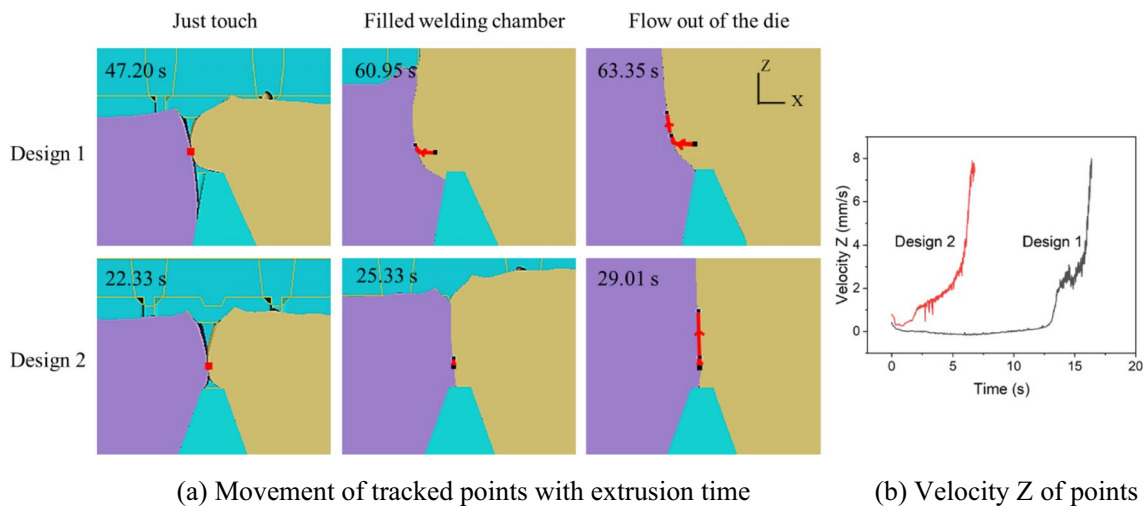 Just touch
Filled welding chamber
Flow out of the die
Design 1
47.20 s
60.95 s
63.35 s
Z
X
Design 2
22.33 s
25.33 s
29.01 s
Velocity Z (mm/s)
8
6
4
2
0
Design 2
Design 1
0
5
10
15
20
Time (s)
(a) Movement of tracked points with extrusion time
(b) Velocity Z of points